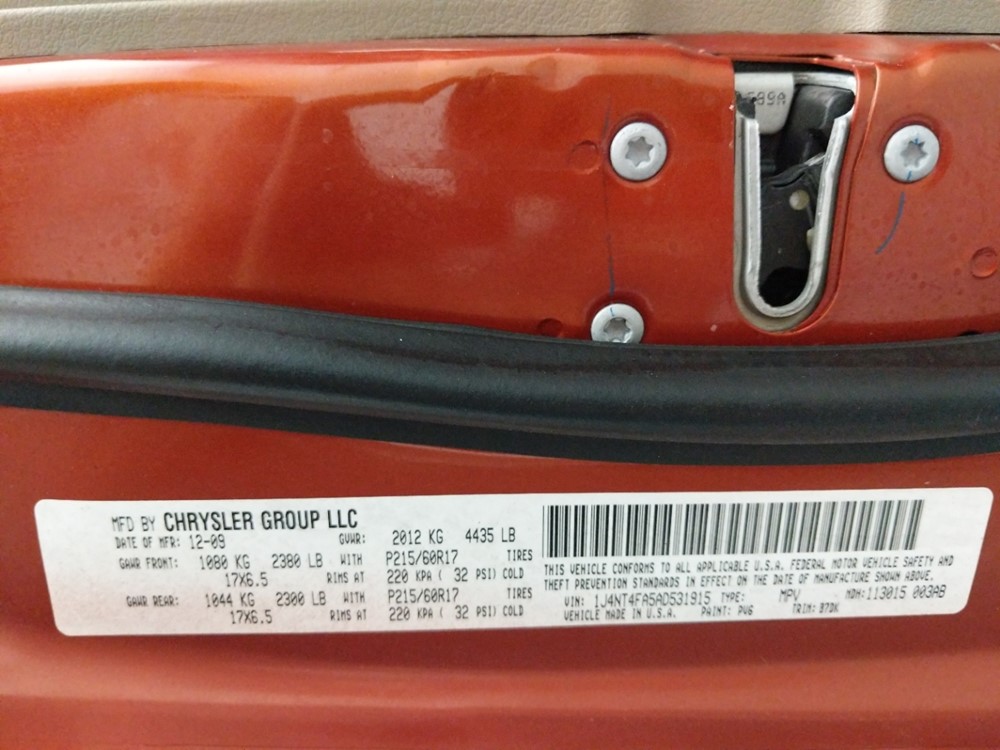 589A
MFD BY CHRYSLER GROUP LLC
DATE OF MFR: 12-09 GVWR: 2012 KG 4435 LB
GAWR FRONT: 1080 KG 2380 LB WITH P215/60R17 TIRES
17X6.5 RIMS AT 220 KPA ( 32 PSI) COLD
GAWR REAR: 1044 KG 2300 LB WITH P215/60R17 TIRES
17X6.5 RIMS AT 220 KPA ( 32 PSI) COLD
THIS VEHICLE CONFORMS TO ALL APPLICABLE U.S.A. FEDERAL MOTOR VEHICLE SAFETY AND
THEFT PREVENTION STANDARDS IN EFFECT ON THE DATE OF MANUFACTURE SHOWN ABOVE.
VIN: 1J4NT4FA5AD531915 TYPE: MPV MDH: 113015 003AB
VEHICLE MADE IN U.S.A. PAINT: PV6 TRIM: B7DK